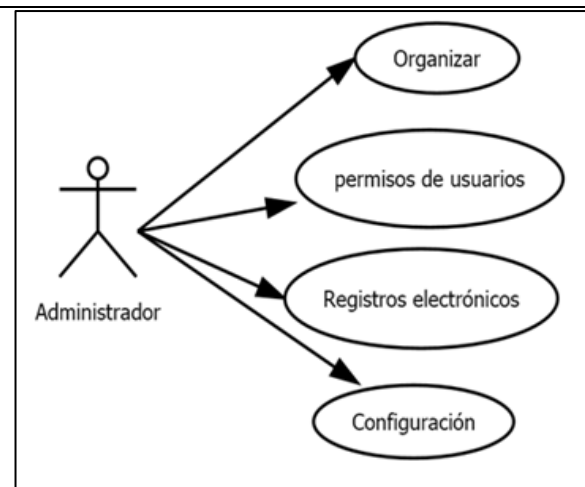 Organizar
permisos de usuarios
Registros electrónicos
Administrador
Configuración